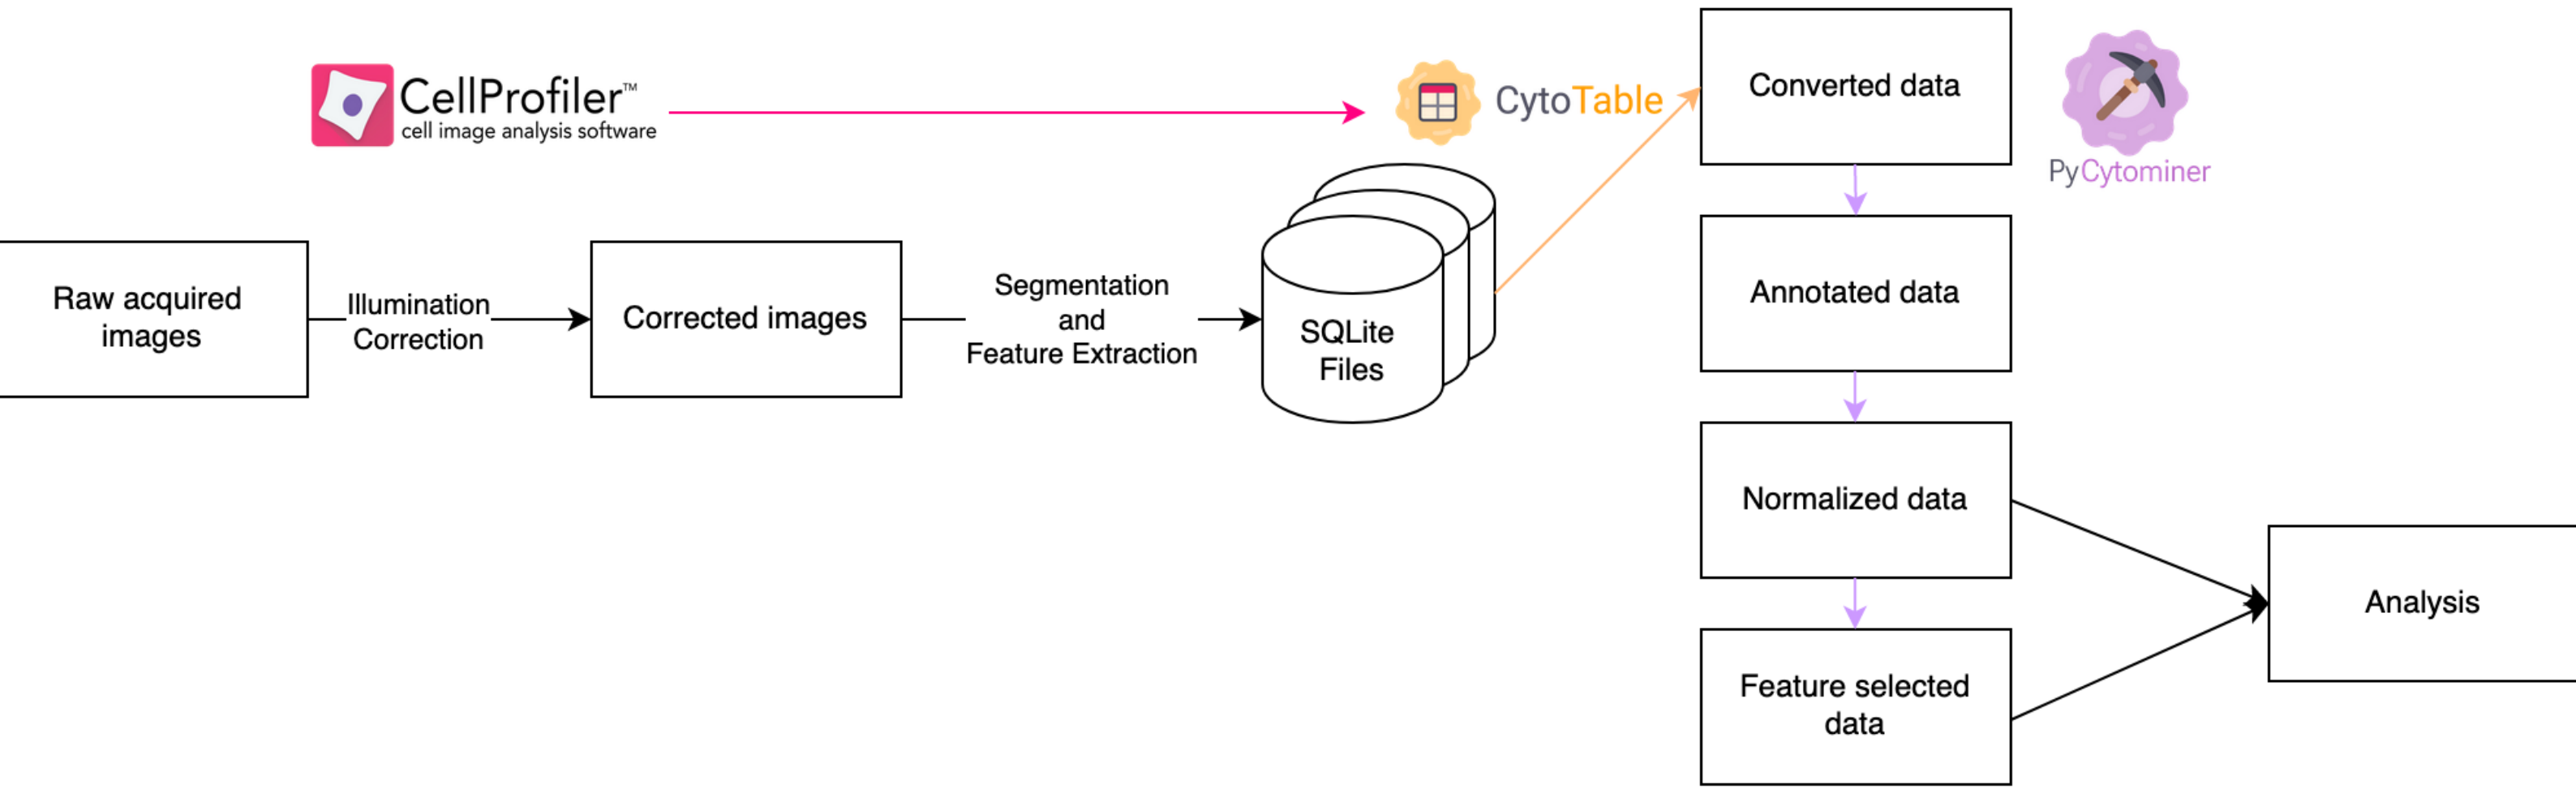 CellProfiler™
cell image analysis software
CytoTable
Converted data
PyCytominer
Raw acquired
images
Illumination
Correction
Corrected images
Segmentation
and
Feature Extraction
SQLite
Files
Annotated data
Normalized data
Feature selected
data
Analysis